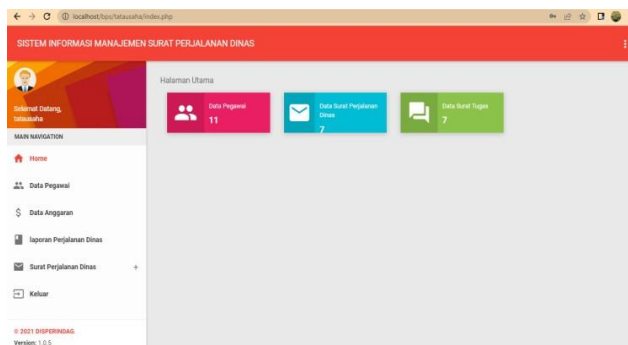 localhost/bps/tatausaha/index.php
SISTEM INFORMASI MANAJEMEN SURAT PERJALANAN DINAS
Selamat Datang,
tatausaha
MAIN NAVIGATION
Home
Data Pegawai
Data Anggaran
laporan Perjalanan Dinas
Surat Perjalanan Dinas +
Keluar
© 2021 DISPERINDAG
Version: 1.0.5
Halaman Utama
Data Pegawai
11
Data Surat Perjalanan
Dinas
7
Data Surat Tugas
7